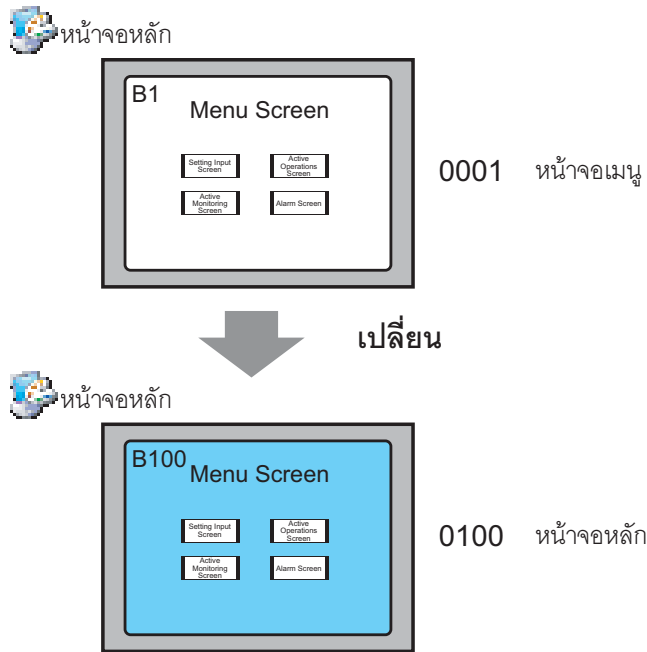 หน้าจอหลัก
B1
Menu Screen
Setting Input
Screen
Active
Operations
Screen
Active
Monitoring
Screen
Alarm Screen
0001 หน้าจอเมนู
เปลี่ยน
หน้าจอหลัก
B100
Menu Screen
Setting Input
Screen
Active
Operations
Screen
Active
Monitoring
Screen
Alarm Screen
0100 หน้าจอหลัก